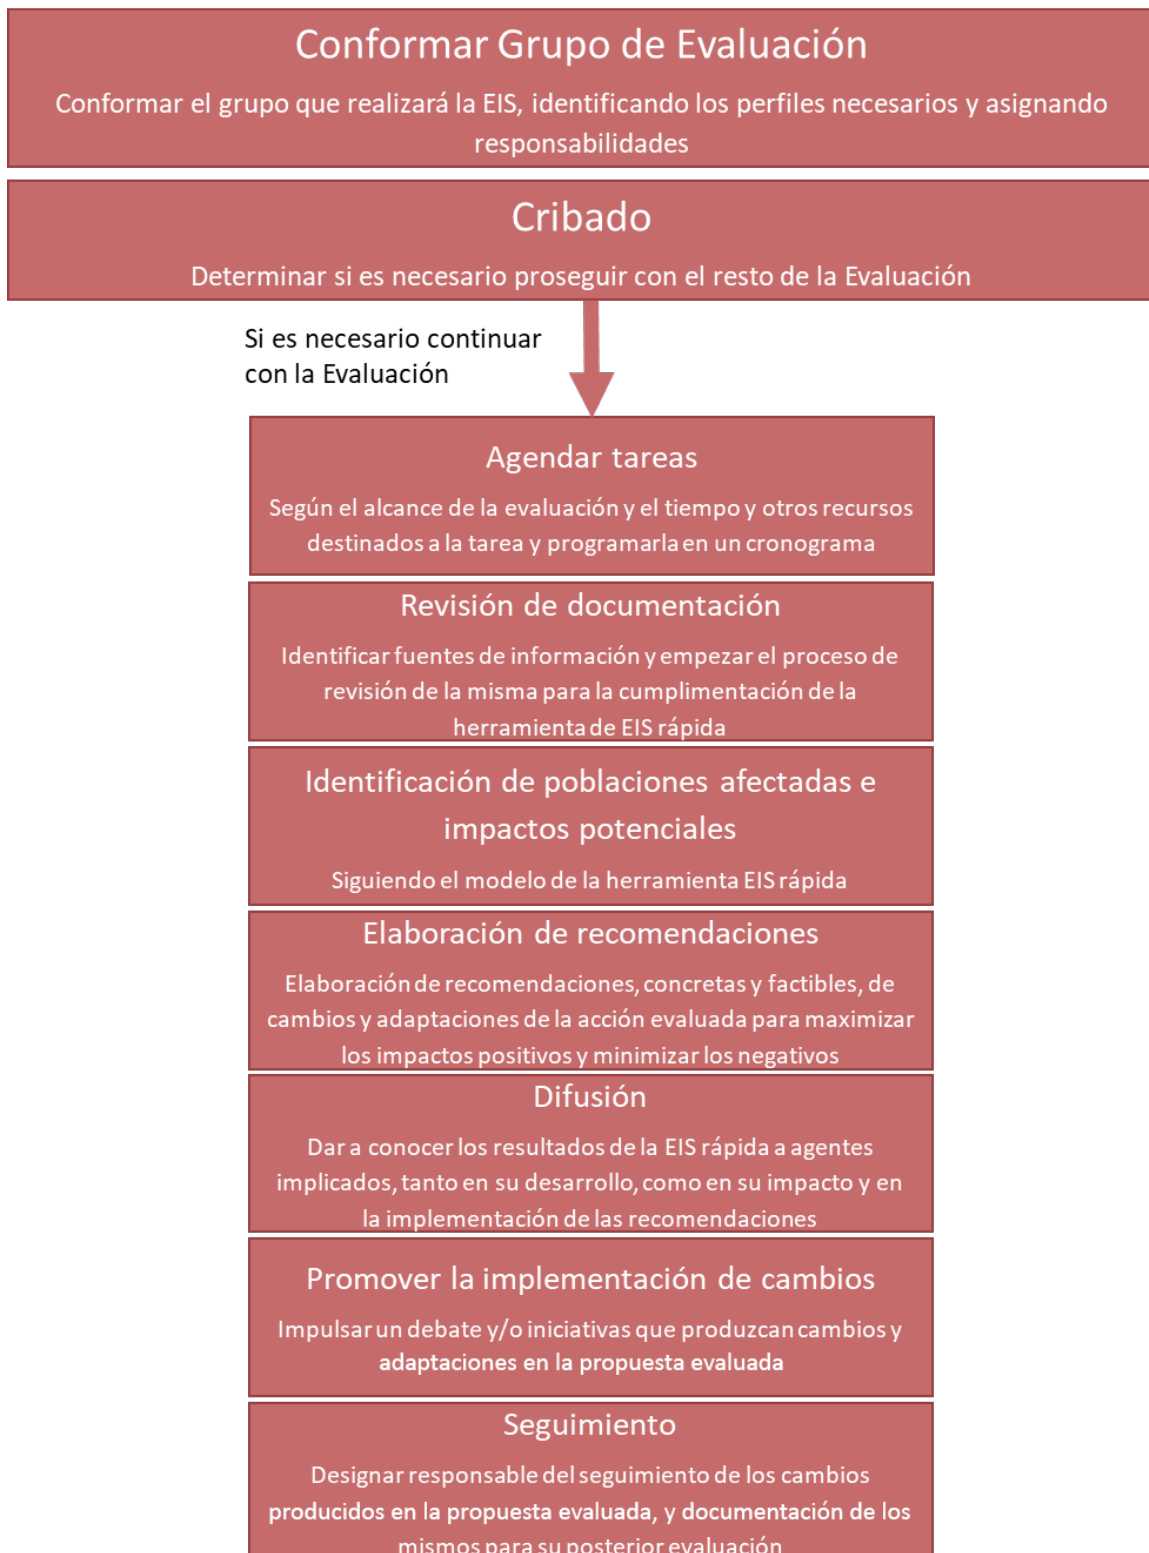 Conformar Grupo de Evaluación
Conformar el grupo que realizará la EIS, identificando los perfiles necesarios y asignando
responsabilidades
Cribado
Determinar si es necesario proseguir con el resto de la Evaluación
Si es necesario continuar
con la Evaluación
Agendar tareas
Según el alcance de la evaluación y el tiempo y otros recursos
destinados a la tarea y programarla en un cronograma
Revisión de documentación
Identificar fuentes de información y empezar el proceso de
revisión de la misma para la cumplimentación de la
herramienta de EIS rápida
Identificación de poblaciones afectadas e
impactos potenciales
Siguiendo el modelo de la herramienta EIS rápida
Elaboración de recomendaciones
Elaboración de recomendaciones, concretas y factibles, de
cambios y adaptaciones de la acción evaluada para maximizar
los impactos positivos y minimizar los negativos
Difusión
Dar a conocer los resultados de la EIS rápida a agentes
implicados, tanto en su desarrollo, como en su impacto y en
la implementación de las recomendaciones
Promover la implementación de cambios
Impulsar un debate y/o iniciativas que produzcan cambios y
adaptaciones en la propuesta evaluada
Seguimiento
Designar responsable del seguimiento de los cambios
producidos en la propuesta evaluada, y documentación de los
mismos para su posterior evaluación